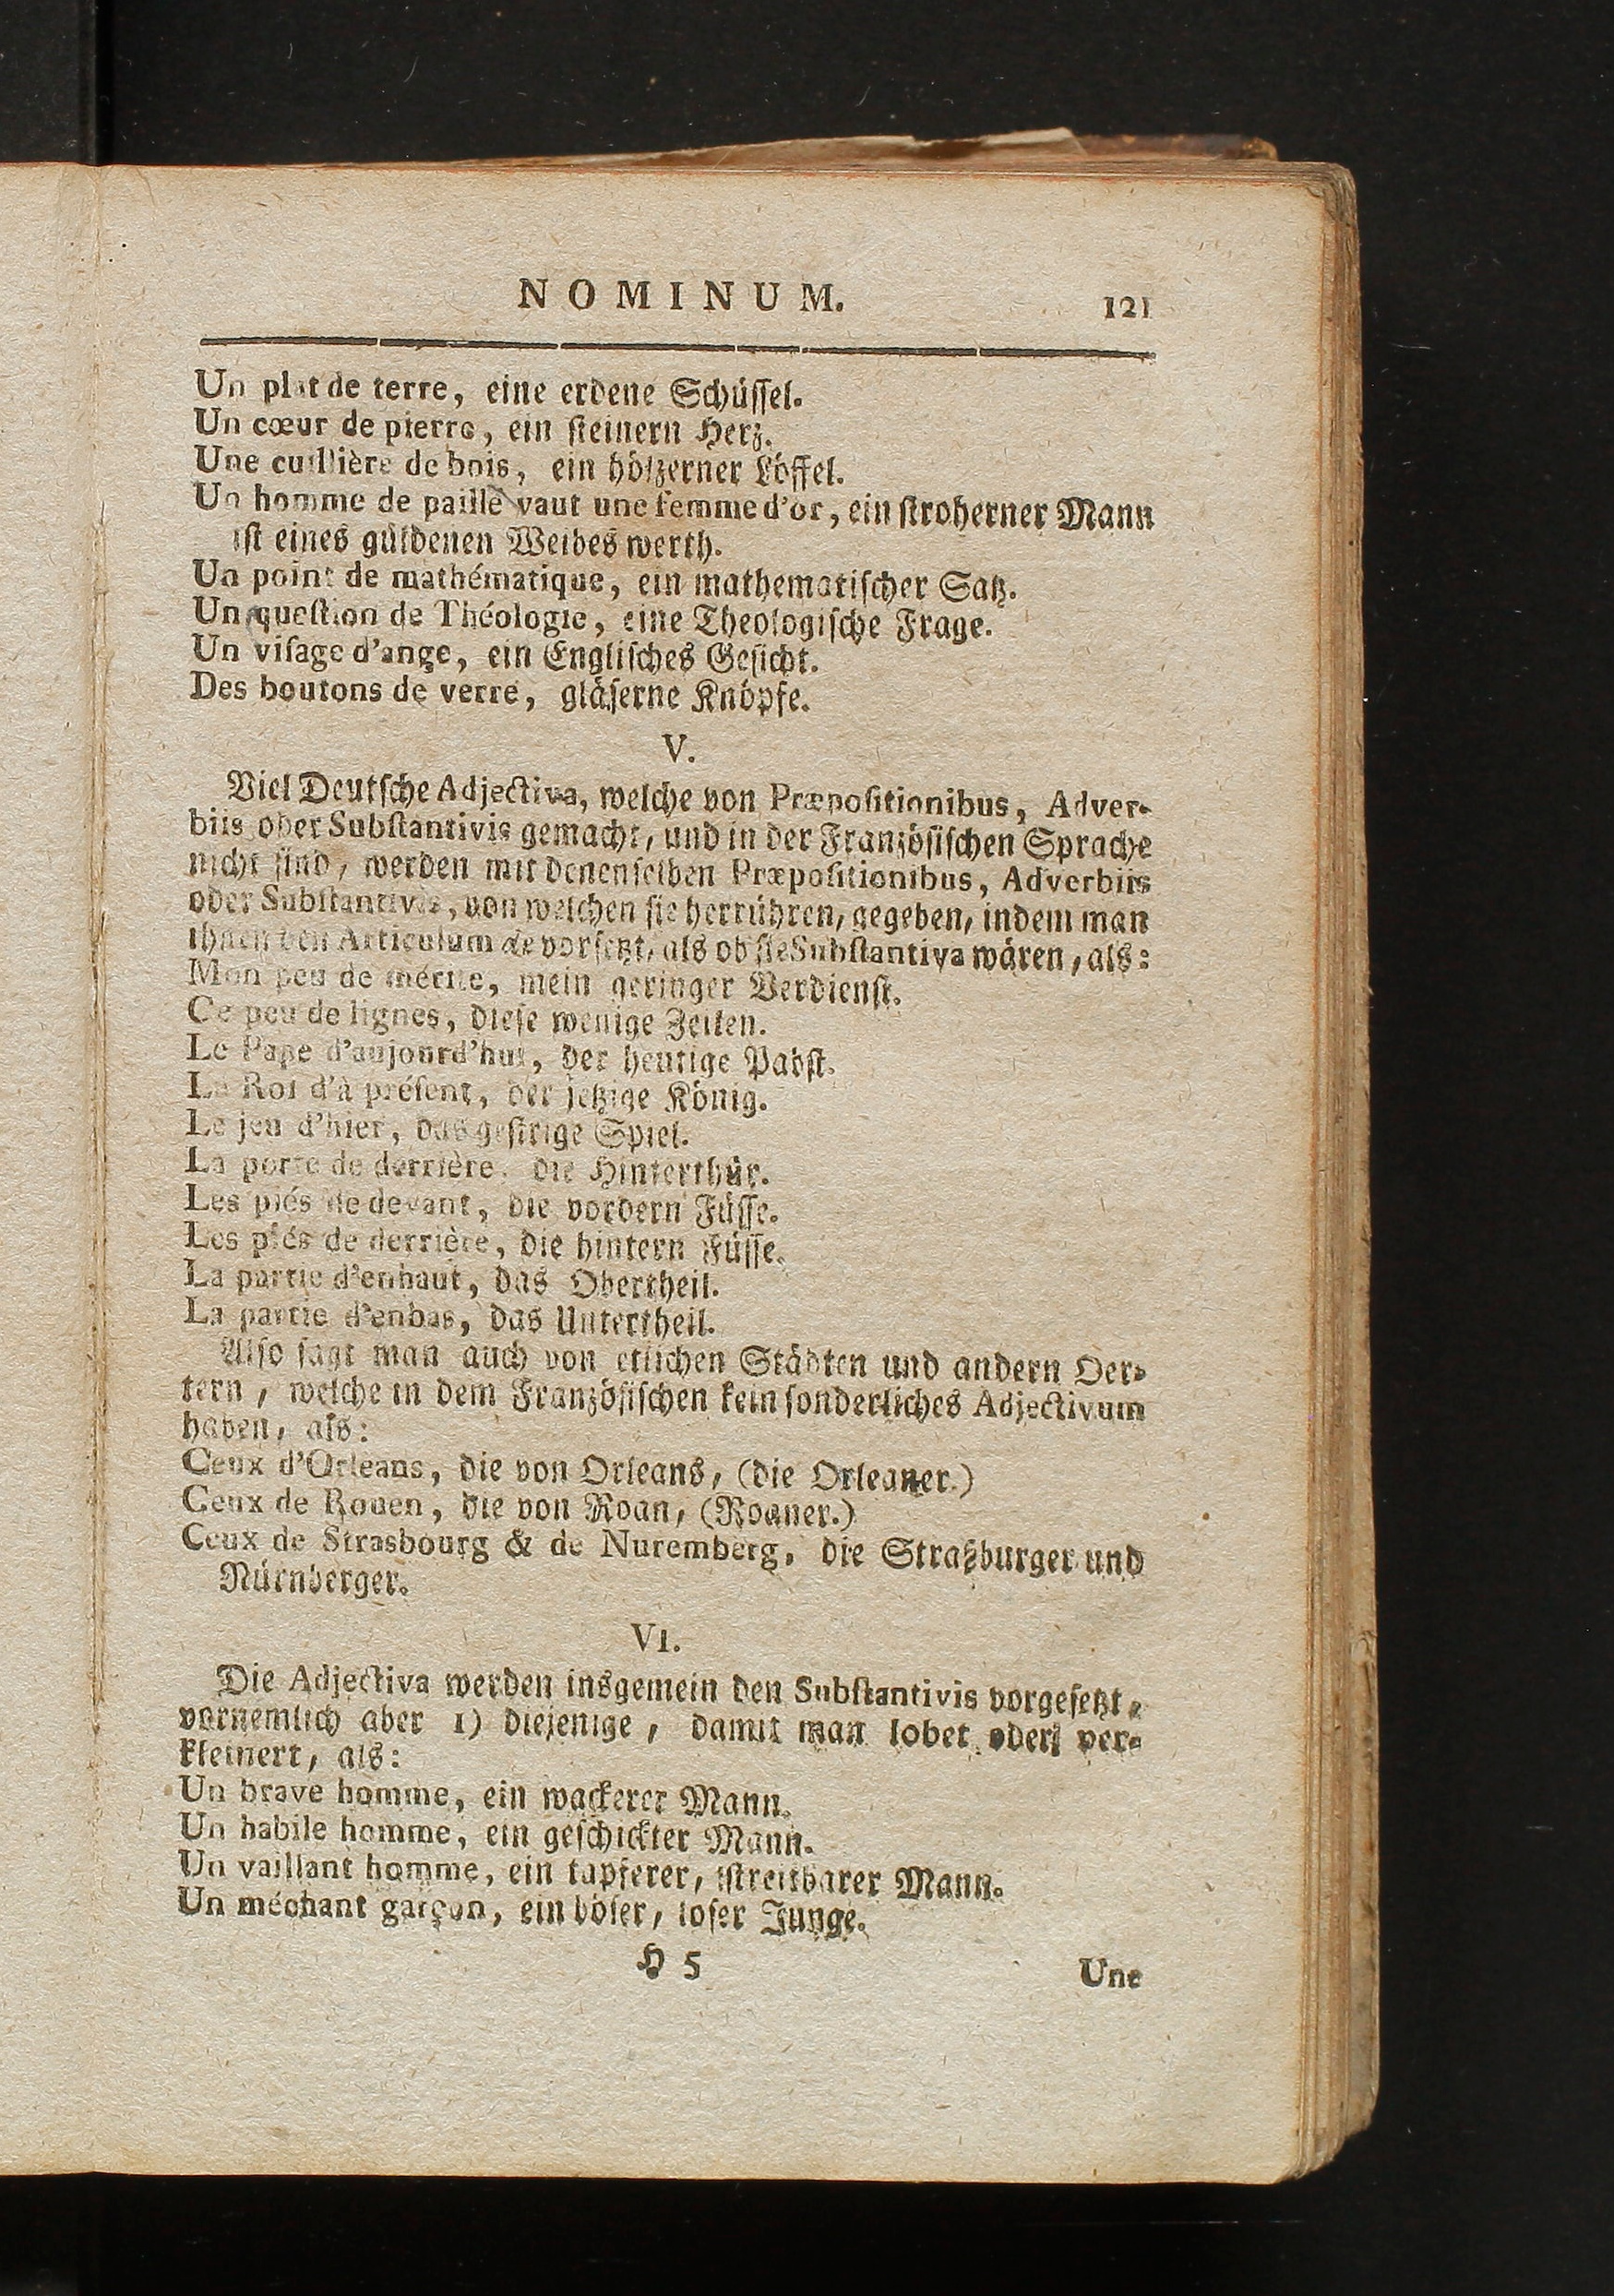 NOMINUM. 121
Un plat de terre, eine erdene Schüssel.
Un cœur de pierre, ein steinern Herz.
Une cuillière de bois, ein hölzerner Löffel.
Un homme de paille vaut une femme d'or, ein stroherner Mann
ist eines güldenen Weibes werth.
Un point de mathématique, ein mathematischer Satz.
Un question de Théologie, eine Theologische Frage.
Un visage d'ange, ein Englisches Gesicht.
Des boutons de verre, gläserne Knöpfe.
V.
Viel Deutsche Adjectiva, welche von Præpositionibus, Adver-
biis oder Substantivis gemacht, und in der Französischen Sprache
nicht sind, werden mit denenselben Præpositionibus, Adverbiis
oder Substantivis, von welchen sie herrühren, gegeben, indem man
ihnen den Articulum de vorsetzt, als ob sie Substantiva wären, als:
Mon peu de mérite, mein geringer Verdienst.
Ce peu de lignes, diese wenige Zeilen.
Le Pape d'aujourd'hui, der heutige Pabst.
Le Roi d'à présent, der jetzige König.
Le jeu d'hier, das gestrige Spiel.
La porte de derrière, die Hinterthür.
Les piés de devant, die vordern Füsse.
Les piés de derrière, die hintern Füsse.
La partie d'enhaut, das Obertheil.
La partie d'enbas, das Untertheil.
Also sagt man auch von etlichen Städten und andern Oer-
tern, welche in dem Französischen kein sonderliches Adjectivum
haben, als:
Ceux d'Orleans, die von Orleans, (die Orleaner.)
Ceux de Rouen, die von Roan, (Roaner.)
Ceux de Strasbourg & de Nuremberg, die Straßburger und
Nürnberger.
VI.
Die Adjectiva werden insgemein den Substantivis vorgesetzt,
vornemlich aber 1) diejenige, damit man lobet oder ver-
kleinert, als:
Un brave homme, ein wackerer Mann.
Un habile homme, ein geschickter Mann.
Un vaillant homme, ein tapferer, streitbarer Mann.
Un méchant garçon, ein böser, loser Junge.
H 5 Une